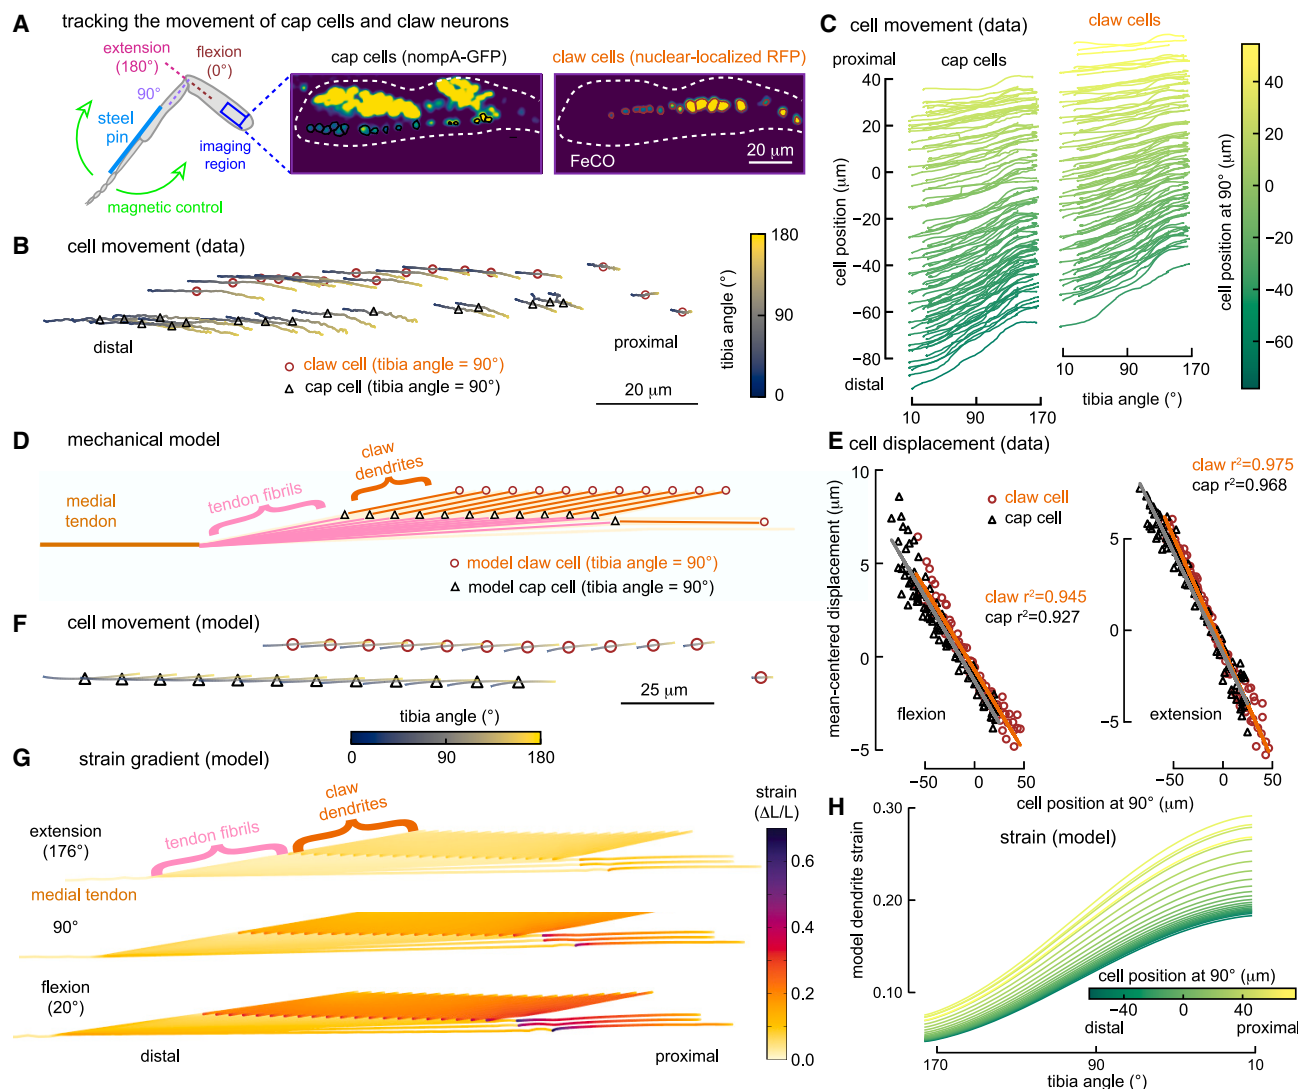 A tracking the movement of cap cells and claw neurons
extension
(180°)
flexion
(0°)
90°
steel
pin
imaging
region
magnetic control
cap cells (nompA-GFP)
claw cells (nuclear-localized RFP)
FeCO
20 μm
B cell movement (data)
distal
proximal
claw cell (tibia angle = 90°)
cap cell (tibia angle = 90°)
20 μm
180
90
0
tibia angle (°)
C cell movement (data)
claw cells
proximal
cap cells
40
20
0
−20
−40
−60
−80
distal
cell position (μm)
10 90 170
10 90 170
tibia angle (°)
40
20
0
−20
−40
−60
cell position at 90° (μm)
D mechanical model
medial
tendon
tendon fibrils
claw
dendrites
model claw cell (tibia angle = 90°)
model cap cell (tibia angle = 90°)
E cell displacement (data)
claw r²=0.975
cap r²=0.968
claw cell
cap cell
claw r²=0.945
cap r²=0.927
10
5
0
−5
mean-centered displacement (μm)
flexion
−50 0 50
5
0
−5
extension
−50 0 50
cell position at 90° (μm)
F cell movement (model)
25 μm
tibia angle (°)
0 90 180
G strain gradient (model)
extension
(176°)
tendon fibrils
claw
dendrites
medial tendon
90°
flexion
(20°)
distal
proximal
strain
(ΔL/L)
0.6
0.4
0.2
0.0
H
strain (model)
0.30
0.20
0.10
model dendrite strain
cell position at 90° (μm)
−40 0 40
distal
proximal
170 90 10
tibia angle (°)